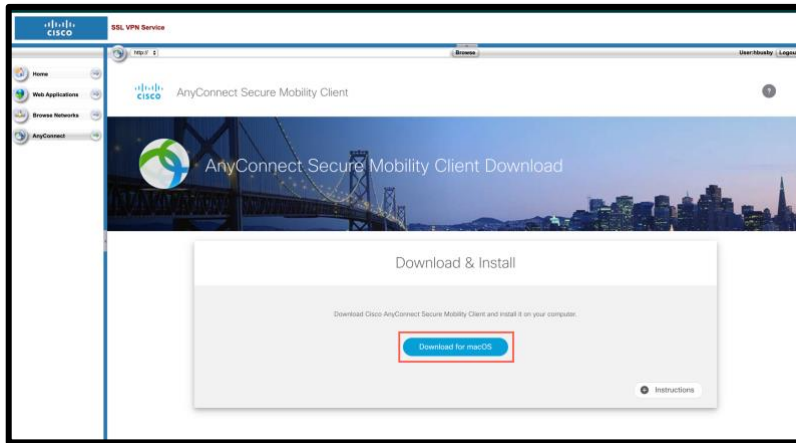 CISCO
SSL VPN Service
http://
Browse
User:hbusby
Logout
Home
Web Applications
Browse Networks
AnyConnect
CISCO
AnyConnect Secure Mobility Client
?
AnyConnect Secure Mobility Client Download
Download & Install
Download Cisco AnyConnect Secure Mobility Client and install it on your computer.
Download for macOS
Instructions